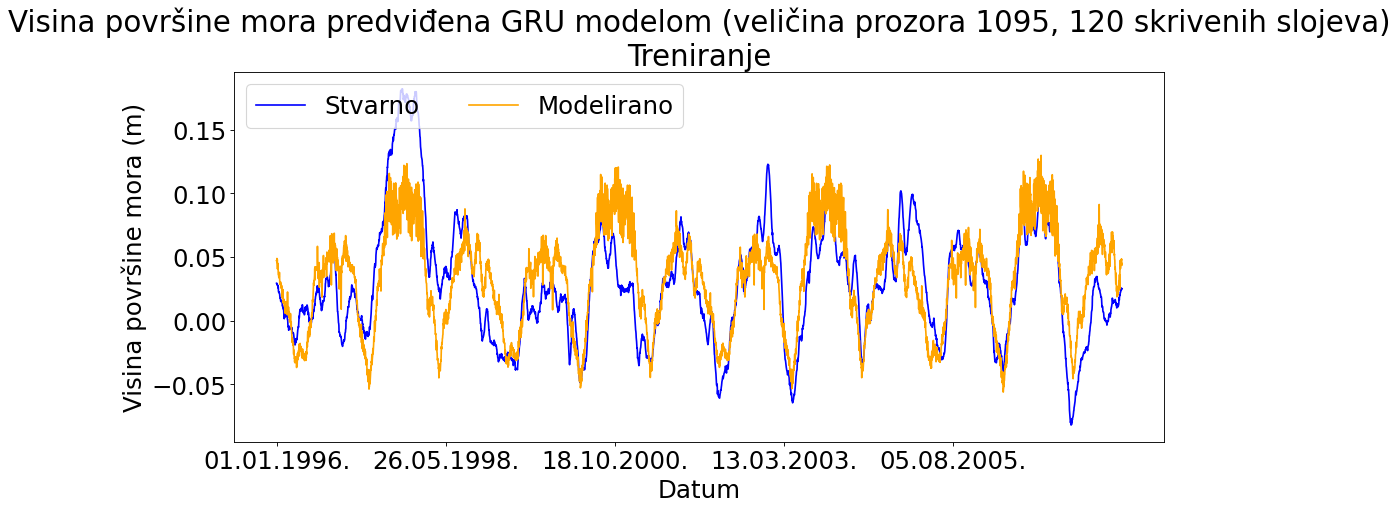 Visina površine mora predviđena GRU modelom (veličina prozora 1095, 120 skrivenih slojeva)
Treniranje
Stvarno
Modelirano
Visina površine mora (m)
0.15
0.10
0.05
0.00
−0.05
01.01.1996.
26.05.1998.
18.10.2000.
13.03.2003.
05.08.2005.
Datum